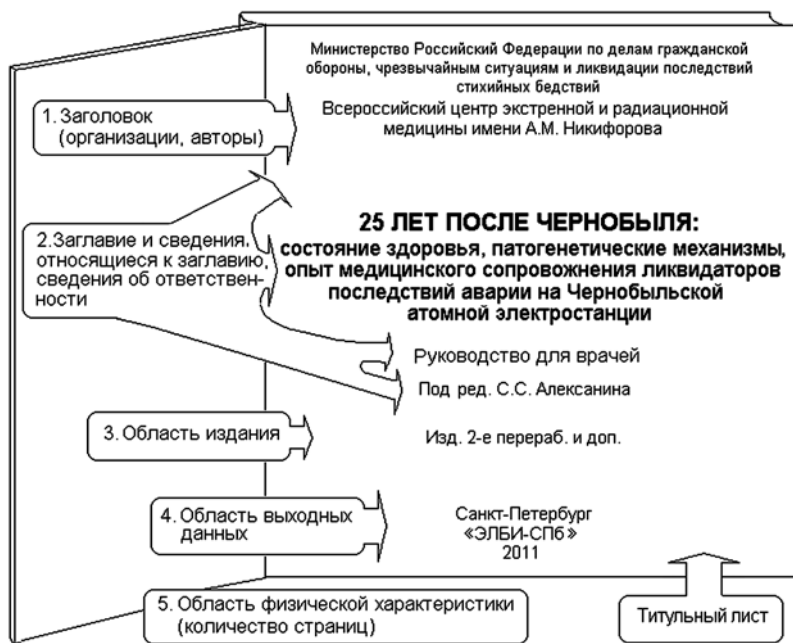 Министерство Российский Федерации по делам гражданской
обороны, чрезвычайным ситуациям и ликвидации последствий
стихийных бедствий
Всероссийский центр экстренной и радиационной
медицины имени А.М. Никифорова
1. Заголовок
(организации, авторы)
25 ЛЕТ ПОСЛЕ ЧЕРНОБЫЛЯ:
состояние здоровья, патогенетические механизмы,
опыт медицинского сопровожнения ликвидаторов
последствий аварии на Чернобыльской
атомной электростанции
2.Заглавие и сведения,
относящиеся к заглавию,
сведения об ответствен-
ности
Руководство для врачей
Под ред. С.С. Алексанина
3. Область издания
Изд. 2-е перераб. и доп.
4. Область выходных
данных
Санкт-Петербург
«ЭЛБИ-СПб»
2011
5. Область физической характеристики
(количество страниц)
Титульный лист